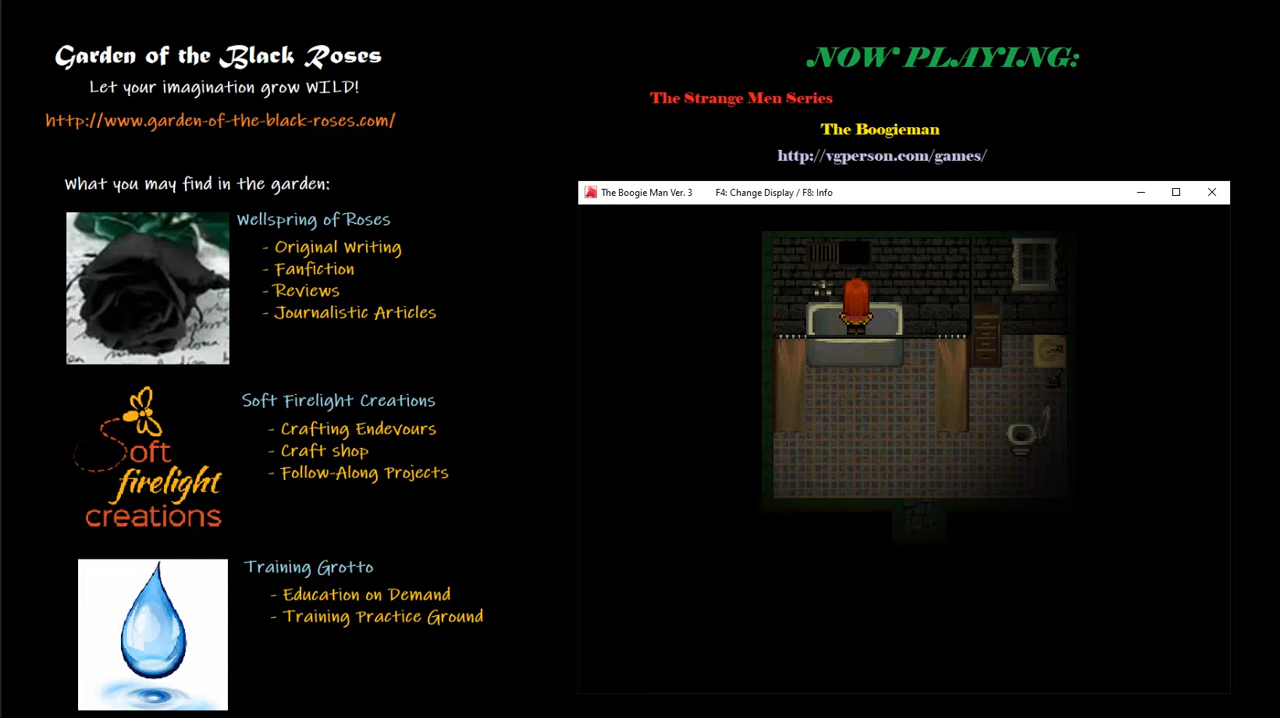 Garden of the Black Roses
Let your imagination grow WILD!
http://www.garden-of-the-black-roses.com/
What you may find in the garden:
Wellspring of Roses
- Original Writing
- Fanfiction
- Reviews
- Journalistic Articles
Soft Firelight Creations
- Crafting Endevours
- Craft shop
- Follow-Along Projects
Soft
firelight
creations
Training Grotto
- Education on Demand
- Training Practice Ground
NOW PLAYING:
The Strange Men Series
The Boogieman
http://vgperson.com/games/
The Boogie Man Ver. 3 F4: Change Display / F8: Info